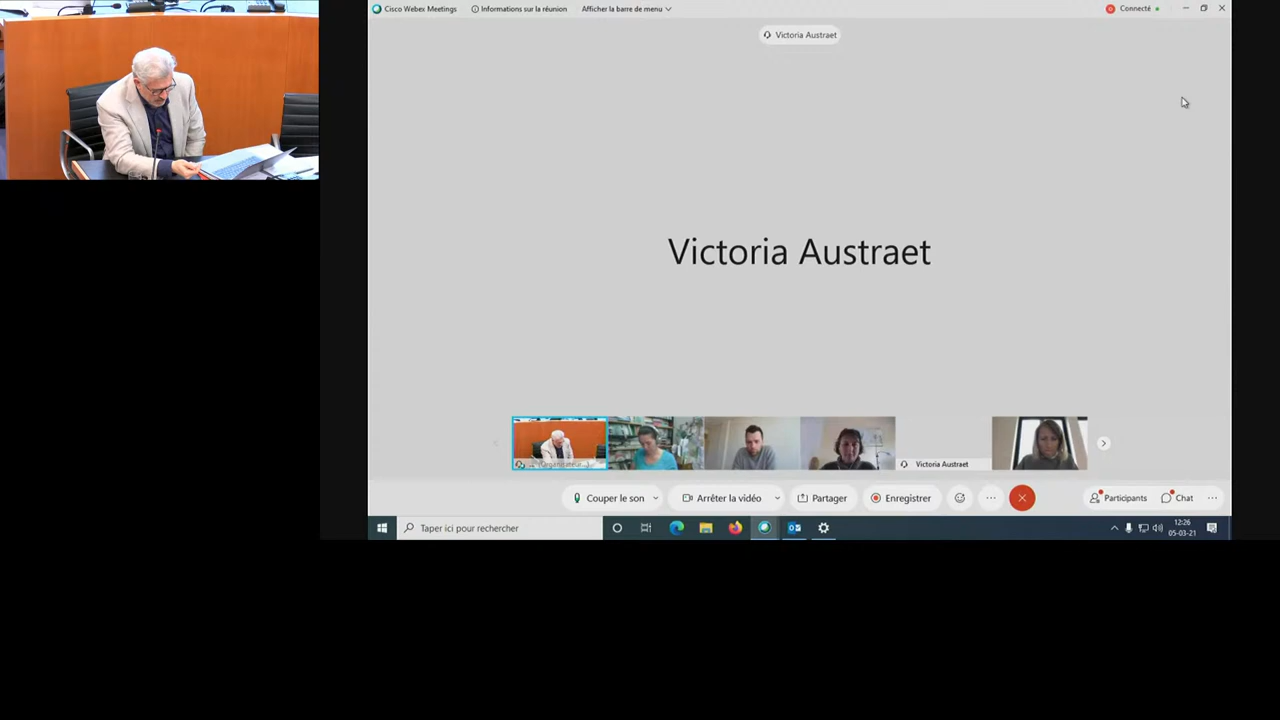 Cisco Webex Meetings
Informations sur la réunion
Afficher la barre de menu
Connecté
Victoria Austraet
Victoria Austraet
(Organisateur...)
Victoria Austraet
Couper le son
Arrêter la vidéo
Partager
Enregistrer
Participants
Chat
Taper ici pour rechercher
12:26
05-03-21